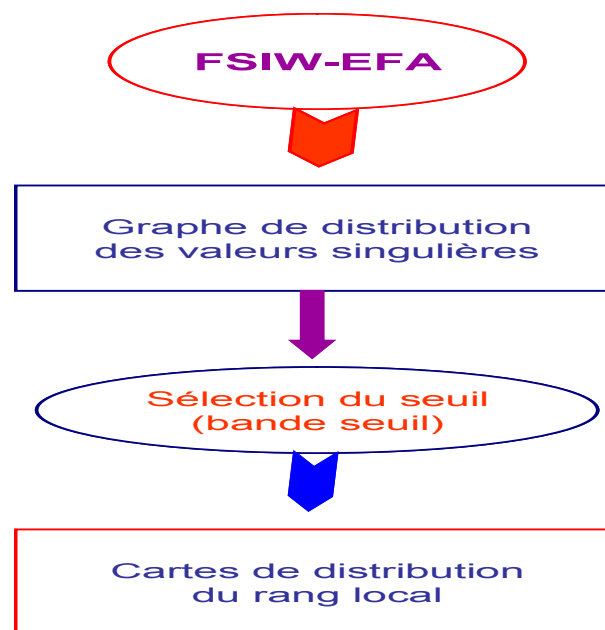 FSIW-EFA
Graphe de distribution
des valeurs singulières
Sélection du seuil
(bande seuil)
Cartes de distribution
du rang local